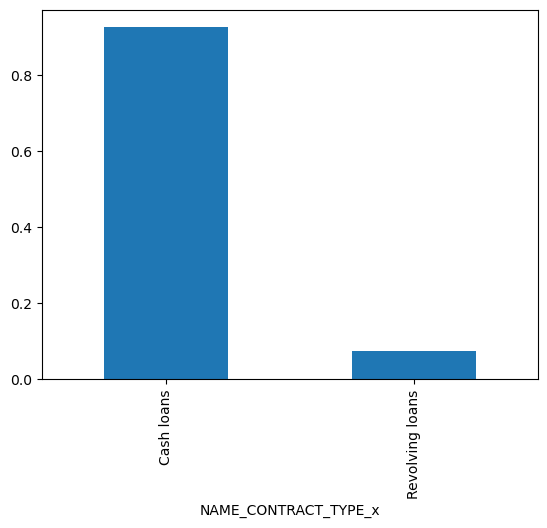 0.8
0.6
0.4
0.2
0.0
Cash loans
Revolving loans
NAME_CONTRACT_TYPE_x